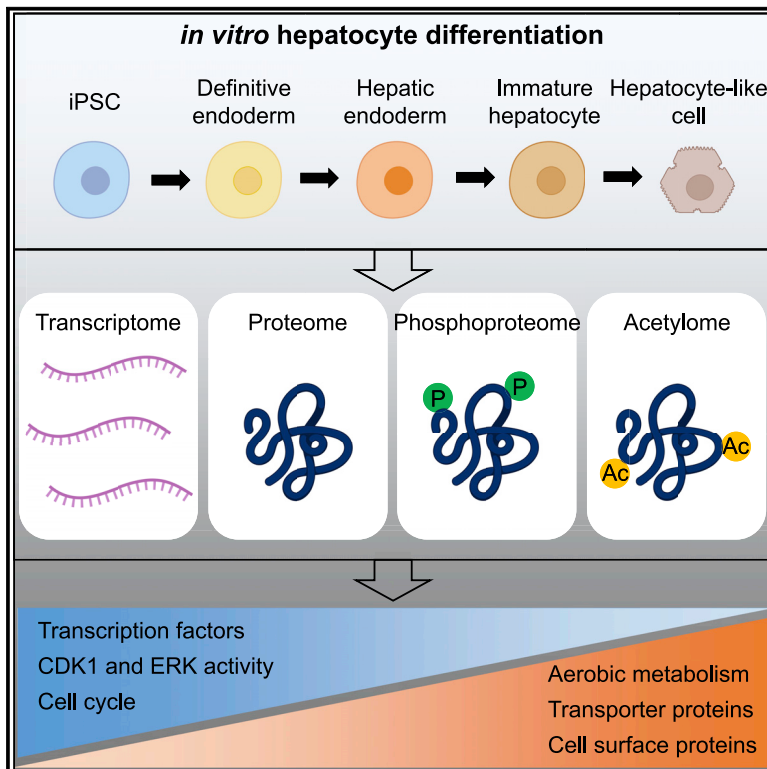 in vitro hepatocyte differentiation
iPSC
Definitive
endoderm
Hepatic
endoderm
Immature
hepatocyte
Hepatocyte-like
cell
Transcriptome
Proteome
Phosphoproteome
Acetylome
P
P
Ac
Ac
Transcription factors
CDK1 and ERK activity
Cell cycle
Aerobic metabolism
Transporter proteins
Cell surface proteins